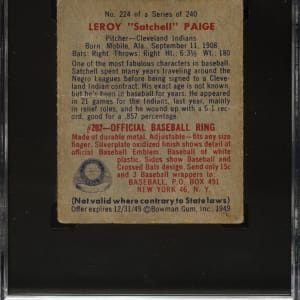 No. 224 of a Series of 240
LEROY "Satchell" PAIGE
Pitcher—Cleveland Indians
Born Mobile, Ala., September 11, 1908
Bats: Right Throws: Right Ht.: 6:3½ Wt., 180
One of the most fabulous characters in baseball.
Satchell spent many years starring in the Negro
Leagues before being signed to a Cleve-
land Indian contract. His exact age is not known,
but he's been in baseball for years. He appeared
in 21 games for the Indians, last year, mainly
in relief roles, and he wound up with a 6-1
record, good for a .857 percentage.
#202—OFFICIAL BASEBALL RING
Made of durable metal. Adjustable—fits any size
finger. Silverplate oxidized finish shows detail of
official Baseball Emblem. Baseball of white
plastic. Sides show Baseball and
Crossed Bats design. Send only 15c
and 3 Baseball wrappers to
BASEBALL, P.O. BOX 491
NEW YORK 46, N. Y.
(Not valid where contrary to State laws)
Offer expires 12/31/49 ©Bowman Gum, Inc., 1949